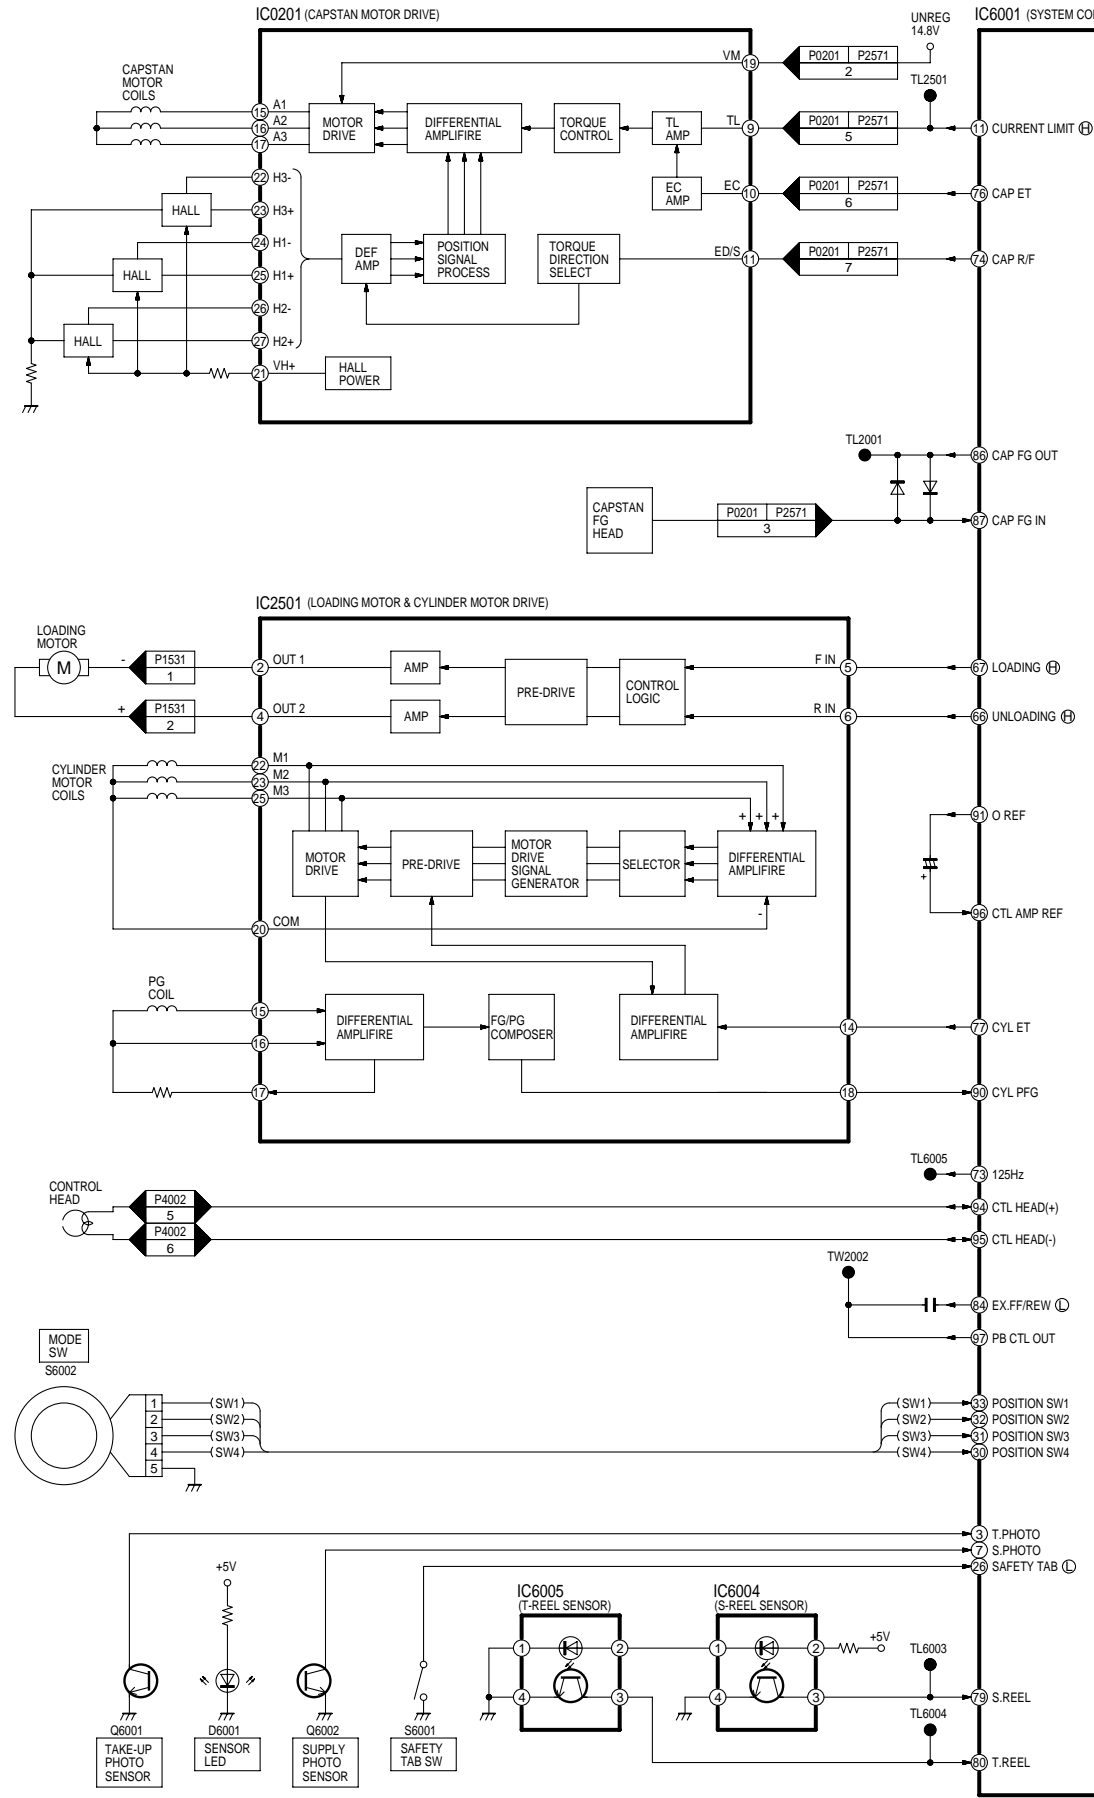 IC0201 (CAPSTAN MOTOR DRIVE)
UNREG
14.8V
IC6001 (SYSTEM CO
CAPSTAN
MOTOR
COILS
15 A1
16 A2
17 A3
MOTOR
DRIVE
DIFFERENTIAL
AMPLIFIRE
TORQUE
CONTROL
TL
AMP
EC
AMP
VM 19
P0201 P2571
2
TL2501
TL 9
P0201 P2571
5
11 CURRENT LIMIT H
EC 10
P0201 P2571
6
76 CAP ET
ED/S 11
P0201 P2571
7
74 CAP R/F
22 H3-
HALL
23 H3+
24 H1-
HALL
25 H1+
26 H2-
HALL
27 H2+
21 VH+
HALL
POWER
DEF
AMP
POSITION
SIGNAL
PROCESS
TORQUE
DIRECTION
SELECT
TL2001
86 CAP FG OUT
CAPSTAN
FG
HEAD
P0201 P2571
3
87 CAP FG IN
IC2501 (LOADING MOTOR & CYLINDER MOTOR DRIVE)
LOADING
MOTOR
M
-
P1531
1
2 OUT 1
AMP
PRE-DRIVE
CONTROL
LOGIC
F IN 5
67 LOADING H
+
P1531
2
4 OUT 2
AMP
R IN 6
66 UNLOADING H
CYLINDER
MOTOR
COILS
22 M1
23 M2
25 M3
+ + +
MOTOR
DRIVE
PRE-DRIVE
MOTOR
DRIVE
SIGNAL
GENERATOR
SELECTOR
DIFFERENTIAL
AMPLIFIRE
-
20 COM
91 O REF
+
96 CTL AMP REF
PG
COIL
15
16
17
DIFFERENTIAL
AMPLIFIRE
FG/PG
COMPOSER
DIFFERENTIAL
AMPLIFIRE
14
77 CYL ET
18
90 CYL PFG
TL6005
73 125Hz
CONTROL
HEAD
P4002
5
94 CTL HEAD(+)
P4002
6
95 CTL HEAD(-)
TW2002
84 EX.FF/REW L
97 PB CTL OUT
MODE
SW
S6002
1 (SW1) (SW1) 33 POSITION SW1
2 (SW2) (SW2) 32 POSITION SW2
3 (SW3) (SW3) 31 POSITION SW3
4 (SW4) (SW4) 30 POSITION SW4
5
3 T.PHOTO
7 S.PHOTO
26 SAFETY TAB L
+5V
Q6001
TAKE-UP
PHOTO
SENSOR
D6001
SENSOR
LED
Q6002
SUPPLY
PHOTO
SENSOR
S6001
SAFETY
TAB SW
IC6005
(T-REEL SENSOR)
1 2
4 3
IC6004
(S-REEL SENSOR)
1 2
4 3
+5V
TL6003
79 S.REEL
TL6004
80 T.REEL